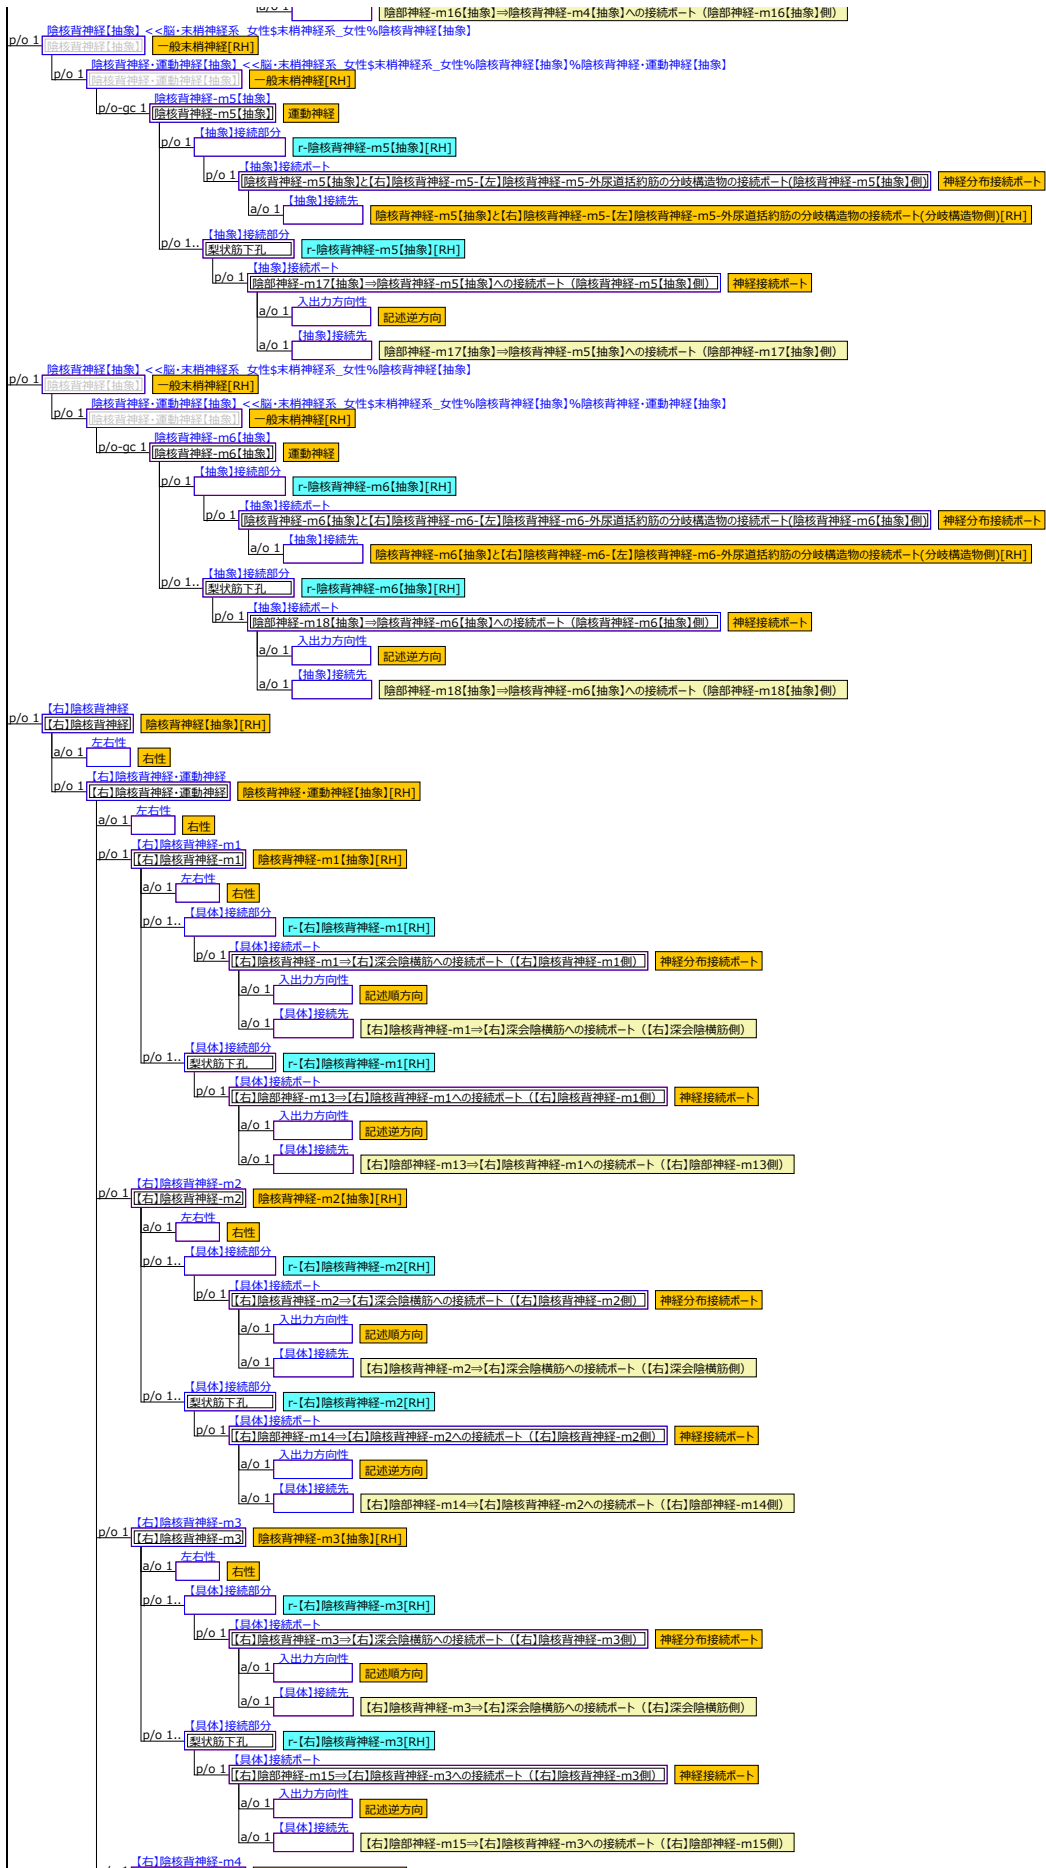 a/o 1 陰部神経-m16【抽象】⇒陰核背神経-m4【抽象】への接続ポート（陰部神経-m16【抽象】側）
陰核背神経【抽象】 <<脳・末梢神経系_女性$末梢神経系_女性%陰核背神経【抽象】
p/o 1 陰核背神経【抽象】 一般末梢神経[RH]
陰核背神経・運動神経【抽象】 <<脳・末梢神経系_女性$末梢神経系_女性%陰核背神経【抽象】%陰核背神経・運動神経【抽象】
p/o 1 陰核背神経・運動神経【抽象】 一般末梢神経[RH]
陰核背神経-m5【抽象】
p/o-gc 1 陰核背神経-m5【抽象】 運動神経
【抽象】接続部分
p/o 1 r-陰核背神経-m5【抽象】[RH]
【抽象】接続ポート
p/o 1 陰核背神経-m5【抽象】と【右】陰核背神経-m5-【左】陰核背神経-m5-外尿道括約筋の分岐構造物の接続ポート(陰核背神経-m5【抽象】側) 神経分布接続ポート
【抽象】接続先
a/o 1 陰核背神経-m5【抽象】と【右】陰核背神経-m5-【左】陰核背神経-m5-外尿道括約筋の分岐構造物の接続ポート(分岐構造物側)[RH]
【抽象】接続部分
p/o 1.. 梨状筋下孔 r-陰核背神経-m5【抽象】[RH]
【抽象】接続ポート
p/o 1 陰部神経-m17【抽象】⇒陰核背神経-m5【抽象】への接続ポート（陰核背神経-m5【抽象】側） 神経接続ポート
入出力方向性
a/o 1 記述逆方向
【抽象】接続先
a/o 1 陰部神経-m17【抽象】⇒陰核背神経-m5【抽象】への接続ポート（陰部神経-m17【抽象】側）
陰核背神経【抽象】 <<脳・末梢神経系_女性$末梢神経系_女性%陰核背神経【抽象】
p/o 1 陰核背神経【抽象】 一般末梢神経[RH]
陰核背神経・運動神経【抽象】 <<脳・末梢神経系_女性$末梢神経系_女性%陰核背神経【抽象】%陰核背神経・運動神経【抽象】
p/o 1 陰核背神経・運動神経【抽象】 一般末梢神経[RH]
陰核背神経-m6【抽象】
p/o-gc 1 陰核背神経-m6【抽象】 運動神経
【抽象】接続部分
p/o 1 r-陰核背神経-m6【抽象】[RH]
【抽象】接続ポート
p/o 1 陰核背神経-m6【抽象】と【右】陰核背神経-m6-【左】陰核背神経-m6-外尿道括約筋の分岐構造物の接続ポート(陰核背神経-m6【抽象】側) 神経分布接続ポート
【抽象】接続先
a/o 1 陰核背神経-m6【抽象】と【右】陰核背神経-m6-【左】陰核背神経-m6-外尿道括約筋の分岐構造物の接続ポート(分岐構造物側)[RH]
【抽象】接続部分
p/o 1.. 梨状筋下孔 r-陰核背神経-m6【抽象】[RH]
【抽象】接続ポート
p/o 1 陰部神経-m18【抽象】⇒陰核背神経-m6【抽象】への接続ポート（陰核背神経-m6【抽象】側） 神経接続ポート
入出力方向性
a/o 1 記述逆方向
【抽象】接続先
a/o 1 陰部神経-m18【抽象】⇒陰核背神経-m6【抽象】への接続ポート（陰部神経-m18【抽象】側）
【右】陰核背神経
p/o 1 【右】陰核背神経 陰核背神経【抽象】[RH]
左右性
a/o 1 右性
【右】陰核背神経・運動神経
p/o 1 【右】陰核背神経・運動神経 陰核背神経・運動神経【抽象】[RH]
左右性
a/o 1 右性
【右】陰核背神経-m1
p/o 1 【右】陰核背神経-m1 陰核背神経-m1【抽象】[RH]
左右性
a/o 1 右性
【具体】接続部分
p/o 1.. r-【右】陰核背神経-m1[RH]
【具体】接続ポート
p/o 1 【右】陰核背神経-m1⇒【右】深会陰横筋への接続ポート（【右】陰核背神経-m1側） 神経分布接続ポート
入出力方向性
a/o 1 記述順方向
【具体】接続先
a/o 1 【右】陰核背神経-m1⇒【右】深会陰横筋への接続ポート（【右】深会陰横筋側）
【具体】接続部分
p/o 1.. 梨状筋下孔 r-【右】陰核背神経-m1[RH]
【具体】接続ポート
p/o 1 【右】陰部神経-m13⇒【右】陰核背神経-m1への接続ポート（【右】陰核背神経-m1側） 神経接続ポート
入出力方向性
a/o 1 記述逆方向
【具体】接続先
a/o 1 【右】陰部神経-m13⇒【右】陰核背神経-m1への接続ポート（【右】陰部神経-m13側）
【右】陰核背神経-m2
p/o 1 【右】陰核背神経-m2 陰核背神経-m2【抽象】[RH]
左右性
a/o 1 右性
【具体】接続部分
p/o 1.. r-【右】陰核背神経-m2[RH]
【具体】接続ポート
p/o 1 【右】陰核背神経-m2⇒【右】深会陰横筋への接続ポート（【右】陰核背神経-m2側） 神経分布接続ポート
入出力方向性
a/o 1 記述順方向
【具体】接続先
a/o 1 【右】陰核背神経-m2⇒【右】深会陰横筋への接続ポート（【右】深会陰横筋側）
【具体】接続部分
p/o 1.. 梨状筋下孔 r-【右】陰核背神経-m2[RH]
【具体】接続ポート
p/o 1 【右】陰部神経-m14⇒【右】陰核背神経-m2への接続ポート（【右】陰核背神経-m2側） 神経接続ポート
入出力方向性
a/o 1 記述逆方向
【具体】接続先
a/o 1 【右】陰部神経-m14⇒【右】陰核背神経-m2への接続ポート（【右】陰部神経-m14側）
【右】陰核背神経-m3
p/o 1 【右】陰核背神経-m3 陰核背神経-m3【抽象】[RH]
左右性
a/o 1 右性
【具体】接続部分
p/o 1.. r-【右】陰核背神経-m3[RH]
【具体】接続ポート
p/o 1 【右】陰核背神経-m3⇒【右】深会陰横筋への接続ポート（【右】陰核背神経-m3側） 神経分布接続ポート
入出力方向性
a/o 1 記述順方向
【具体】接続先
a/o 1 【右】陰核背神経-m3⇒【右】深会陰横筋への接続ポート（【右】深会陰横筋側）
【具体】接続部分
p/o 1.. 梨状筋下孔 r-【右】陰核背神経-m3[RH]
【具体】接続ポート
p/o 1 【右】陰部神経-m15⇒【右】陰核背神経-m3への接続ポート（【右】陰核背神経-m3側） 神経接続ポート
入出力方向性
a/o 1 記述逆方向
【具体】接続先
a/o 1 【右】陰部神経-m15⇒【右】陰核背神経-m3への接続ポート（【右】陰部神経-m15側）
【右】陰核背神経-m4